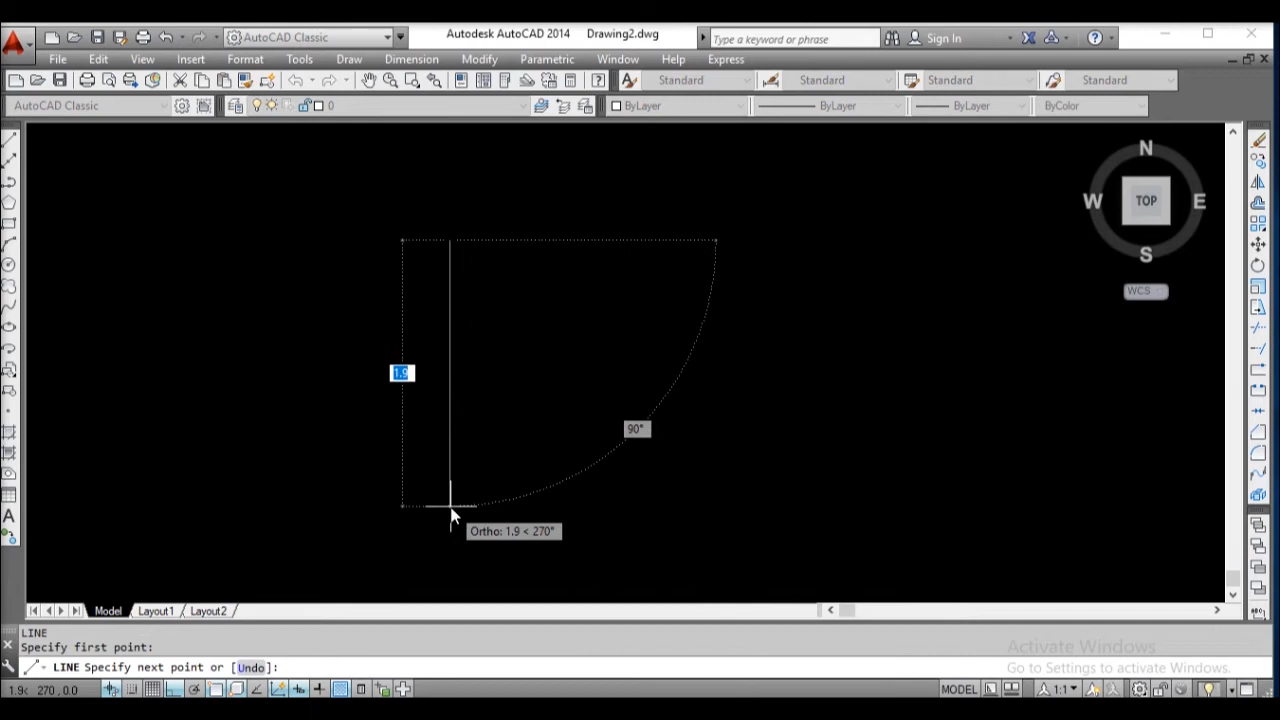 AutoCAD Classic
Autodesk AutoCAD 2014 Drawing2.dwg
Type a keyword or phrase
Sign In
File Edit View Insert Format Tools Draw Dimension Modify Parametric Window Help Express
Standard Standard Standard Standard
AutoCAD Classic 0 ByLayer ByLayer ByLayer ByColor
N
W TOP E
S
WCS
1.9
90°
Ortho: 1.9 < 270°
Model Layout1 Layout2
LINE
Specify first point:
Activate Windows
LINE Specify next point or [Undo]:
Go to Settings to activate Windows.
1.9< 270 , 0.0 MODEL 1:1